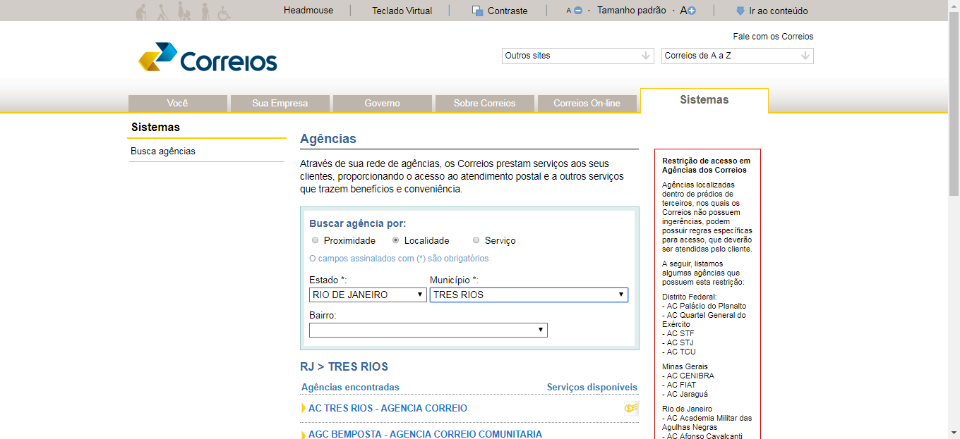 Headmouse
Teclado Virtual
Contraste
A
Tamanho padrão
A
Ir ao conteúdo
Correios
Fale com os Correios
Outros sites
Correios de A a Z
Você
Sua Empresa
Governo
Sobre Correios
Correios On-line
Sistemas
Sistemas
Busca agências
Agências
Através de sua rede de agências, os Correios prestam serviços aos seus
clientes, proporcionando o acesso ao atendimento postal e a outros serviços
que trazem benefícios e conveniência.
Buscar agência por:
Proximidade
Localidade
Serviço
O campos assinalados com (*) são obrigatórios
Estado *:
Município *:
RIO DE JANEIRO
TRES RIOS
Bairro:
RJ > TRES RIOS
Agências encontradas
Serviços disponíveis
AC TRES RIOS - AGENCIA CORREIO
AGC BEMPOSTA - AGENCIA CORREIO COMUNITARIA
Restrição de acesso em
Agências dos Correios
Agências localizadas
dentro de prédios de
terceiros, nos quais os
Correios não possuem
ingerências, podem
possuir regras específicas
para acesso, que deverão
ser atendidas pelo cliente.
A seguir, listamos
algumas agências que
possuem esta restrição:
Distrito Federal:
- AC Palácio do Planalto
- AC Quartel General do
Exército
- AC STF
- AC STJ
- AC TCU
Minas Gerais
- AC CENIBRA
- AC FIAT
- AC Jaraguá
Rio de Janeiro
- AC Academia Militar das
Agulhas Negras
- AC Afonso Cavalcanti